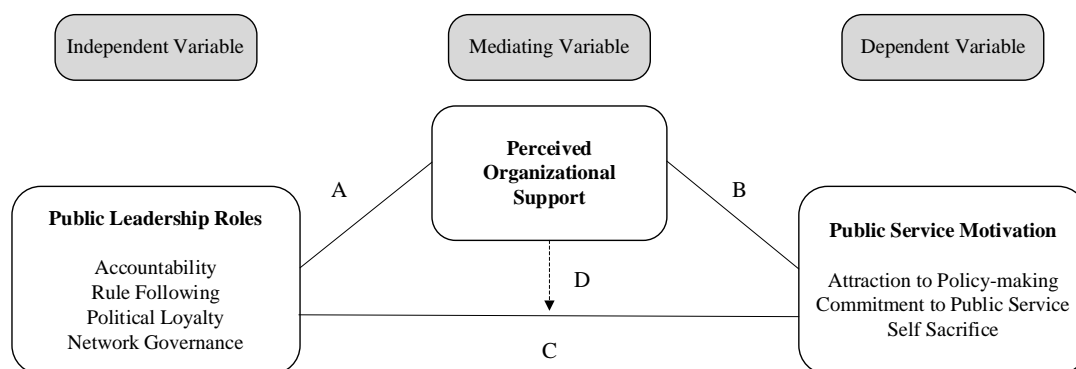 Independent Variable
Mediating Variable
Dependent Variable
Perceived
Organizational
Support
A
B
Public Leadership Roles
Accountability
Rule Following
Political Loyalty
Network Governance
Public Service Motivation
Attraction to Policy-making
Commitment to Public Service
Self Sacrifice
D
C